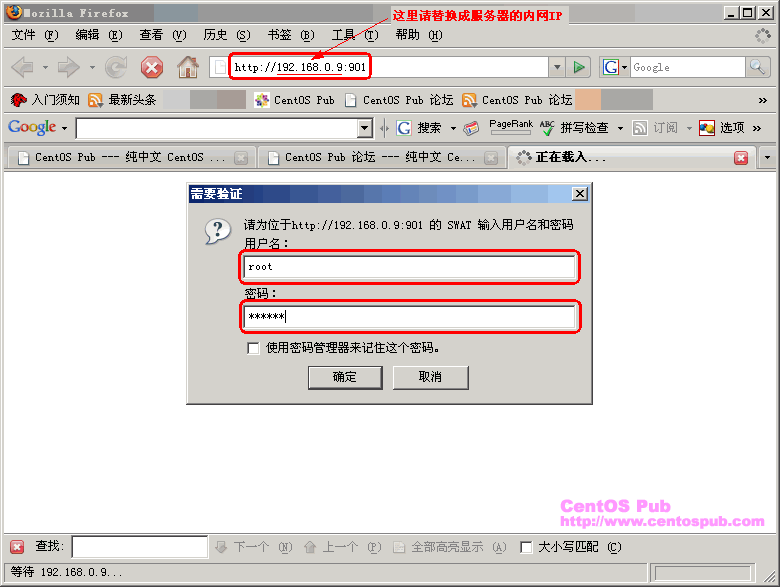 Mozilla Firefox
这里请替换成服务器的内网IP
文件 (F) 编辑 (E) 查看 (V) 历史 (S) 书签 (B) 工具 (T) 帮助 (H)
http://192.168.0.9:901
G Google
入门须知 最新头条 CentOS Pub CentOS Pub 论坛 CentOS Pub 论坛 »
Google G 搜索 PageRank ABC 拼写检查 订阅 选项 »
CentOS Pub --- 纯中文 CentOS ... CentOS Pub 论坛 --- 纯中文 Ce... 正在载入...
需要验证
请为位于http://192.168.0.9:901 的 SWAT 输入用户名和密码
用户名：
root
密码：
******
使用密码管理器来记住这个密码。
确定 取消
CentOS Pub
http://www.centospub.com
查找: 下一个 (N) 上一个 (P) 全部高亮显示 (A) 大小写匹配 (C)
等待 192.168.0.9...